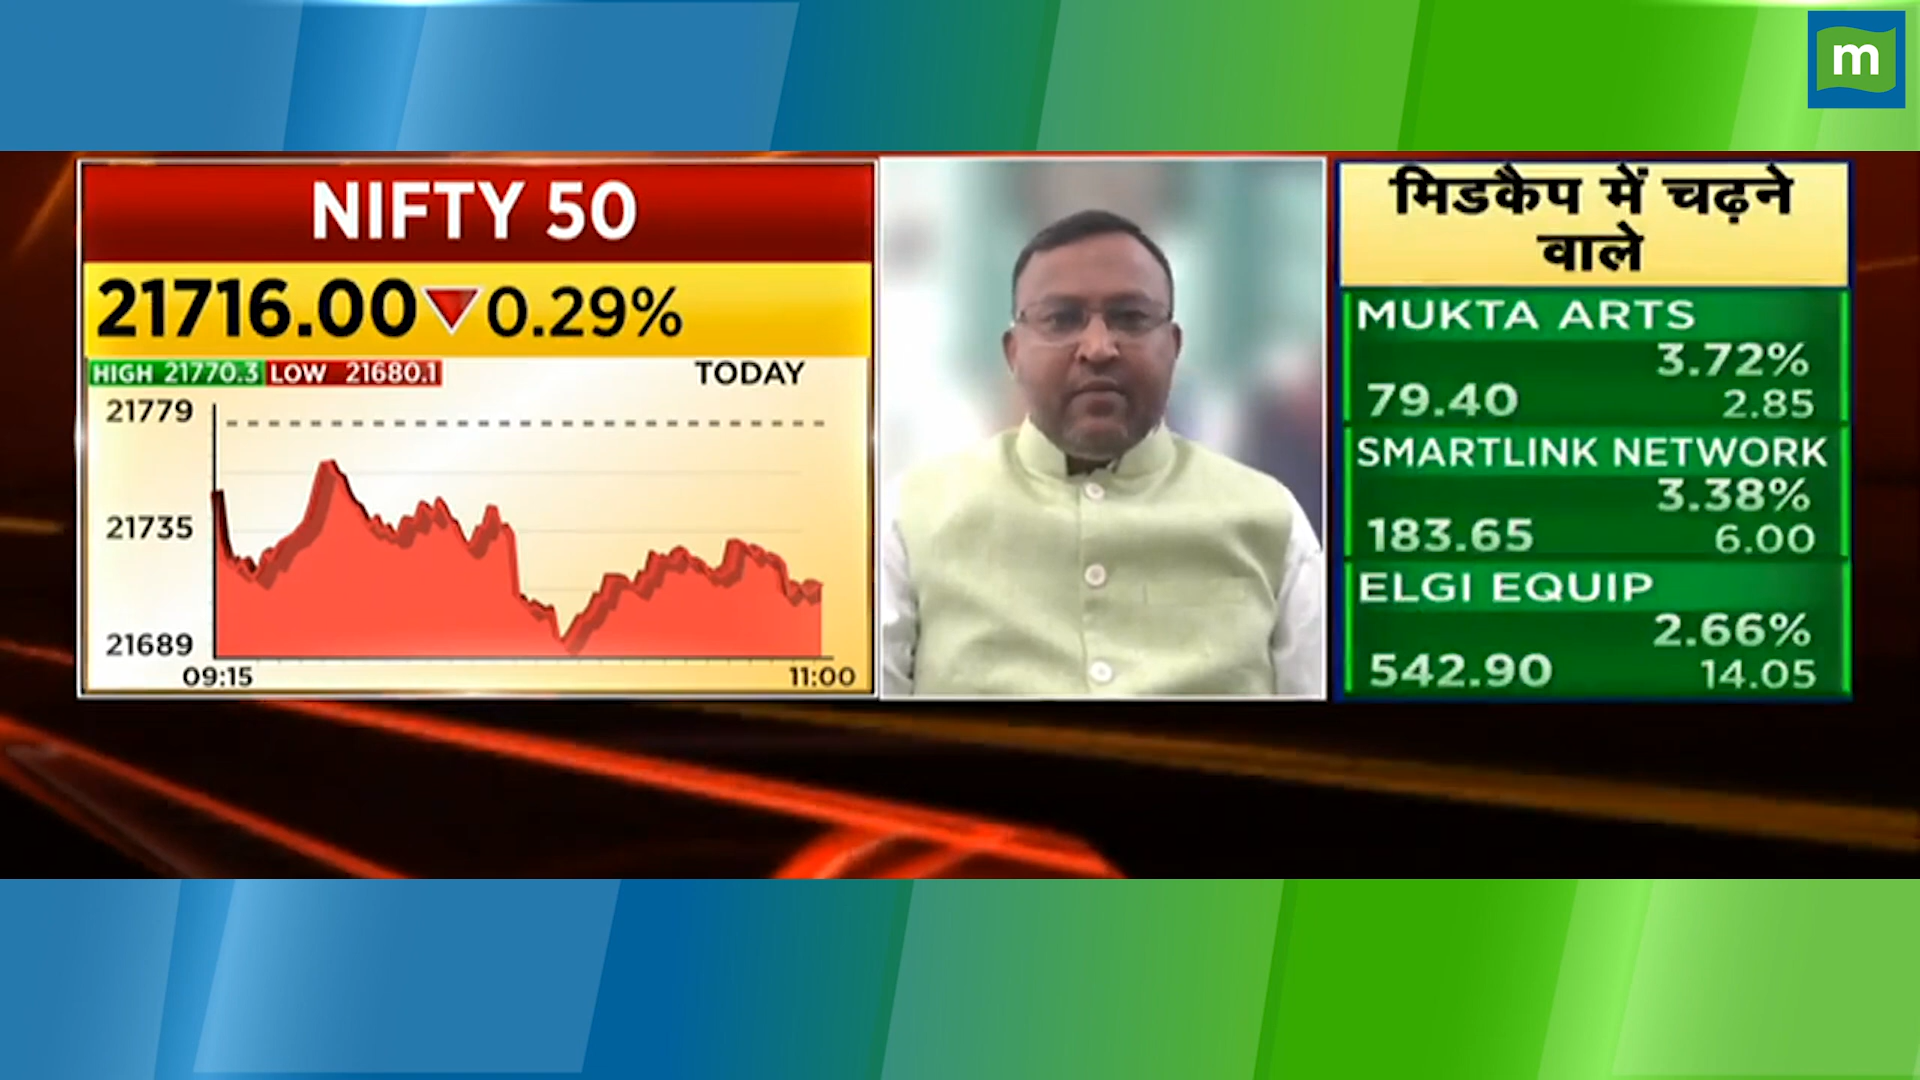 m
NIFTY 50
21716.00 ▼ 0.29%
HIGH 21770.3 LOW 21680.1
TODAY
21779
21735
21689
09:15
11:00
मिडकैप में चढ़ने
वाले
MUKTA ARTS
3.72%
79.40
2.85
SMARTLINK NETWORK
3.38%
183.65
6.00
ELGI EQUIP
2.66%
542.90
14.05